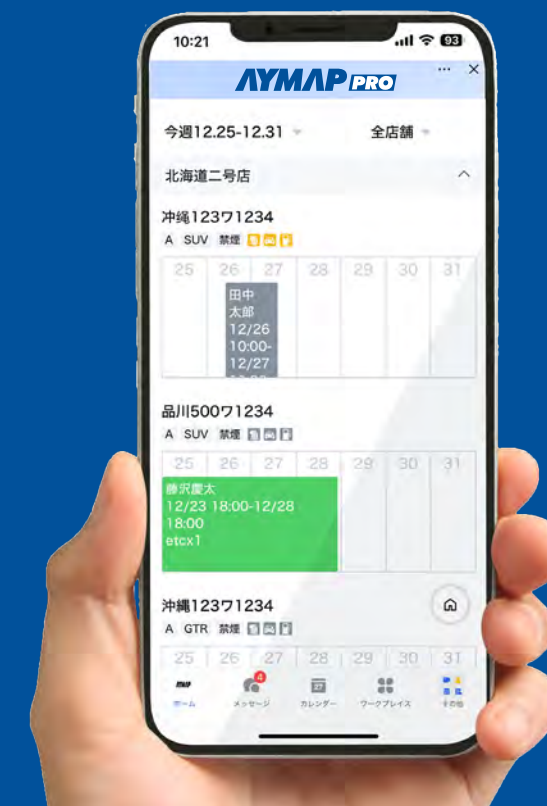 10:21
93
AYMAP PRO
今週12.25-12.31
全店舗
北海道二号店
冲绳123ワ1234
A SUV 禁煙
25 26 27 28 29 30 31
田中
太郎
12/26
10:00-
12/27
品川500ワ1234
A SUV 禁煙
25 26 27 28 29 30 31
藤沢慶太
12/23 18:00-12/28
18:00
etcx1
沖縄123ワ1234
A GTR 禁煙
25 26 27 28 29 30 31
4
27
ホーム メッセージ カレンダー ワークプレイス その他